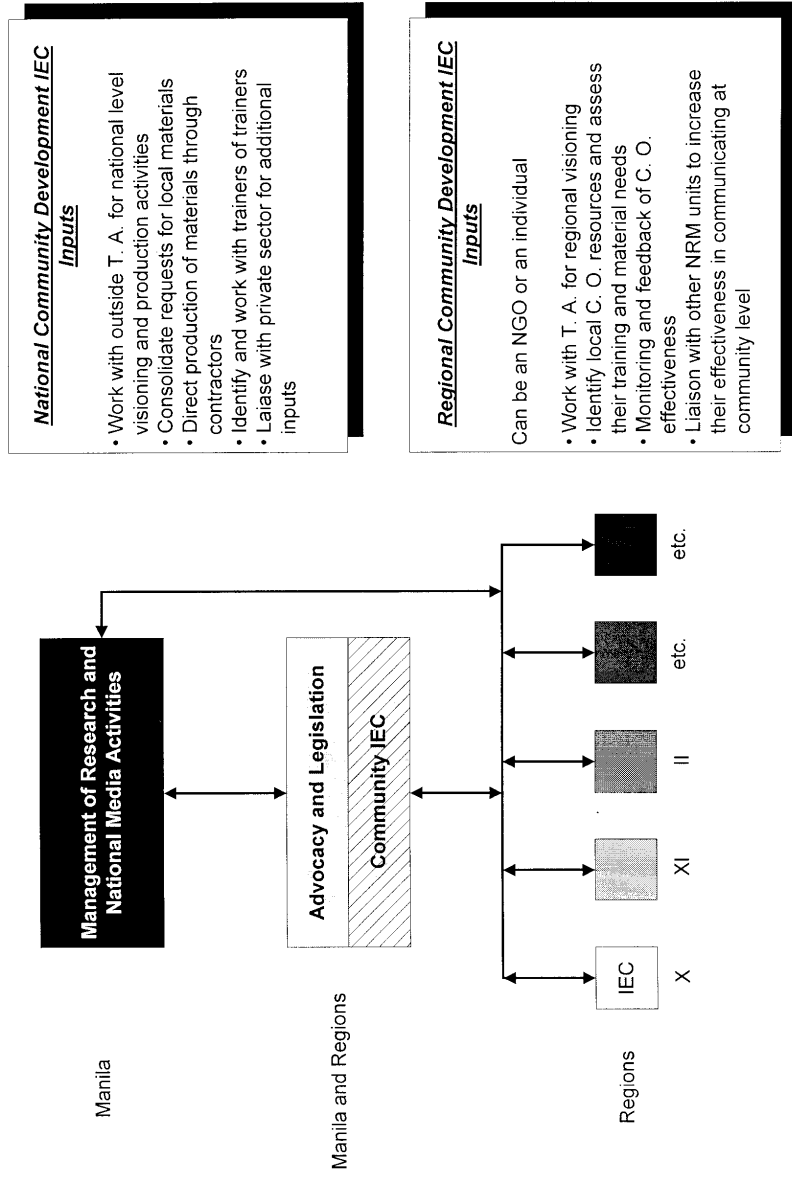 Manila
Management of Research and
National Media Activities
Manila and Regions
Advocacy and Legislation
Community IEC
Regions
IEC
X
XI
II
etc.
etc.
National Community Development IEC
Inputs
• Work with outside T. A. for national level
visioning and production activities
• Consolidate requests for local materials
• Direct production of materials through
contractors
• Identify and work with trainers of trainers
• Laiase with private sector for additional
inputs
Regional Community Development IEC
Inputs
Can be an NGO or an individual
• Work with T. A. for regional visioning
• Identify local C. O. resources and assess
their training and material needs
• Monitoring and feedback of C. O.
effectiveness
• Liaison with other NRM units to increase
their effectiveness in communicating at
community level